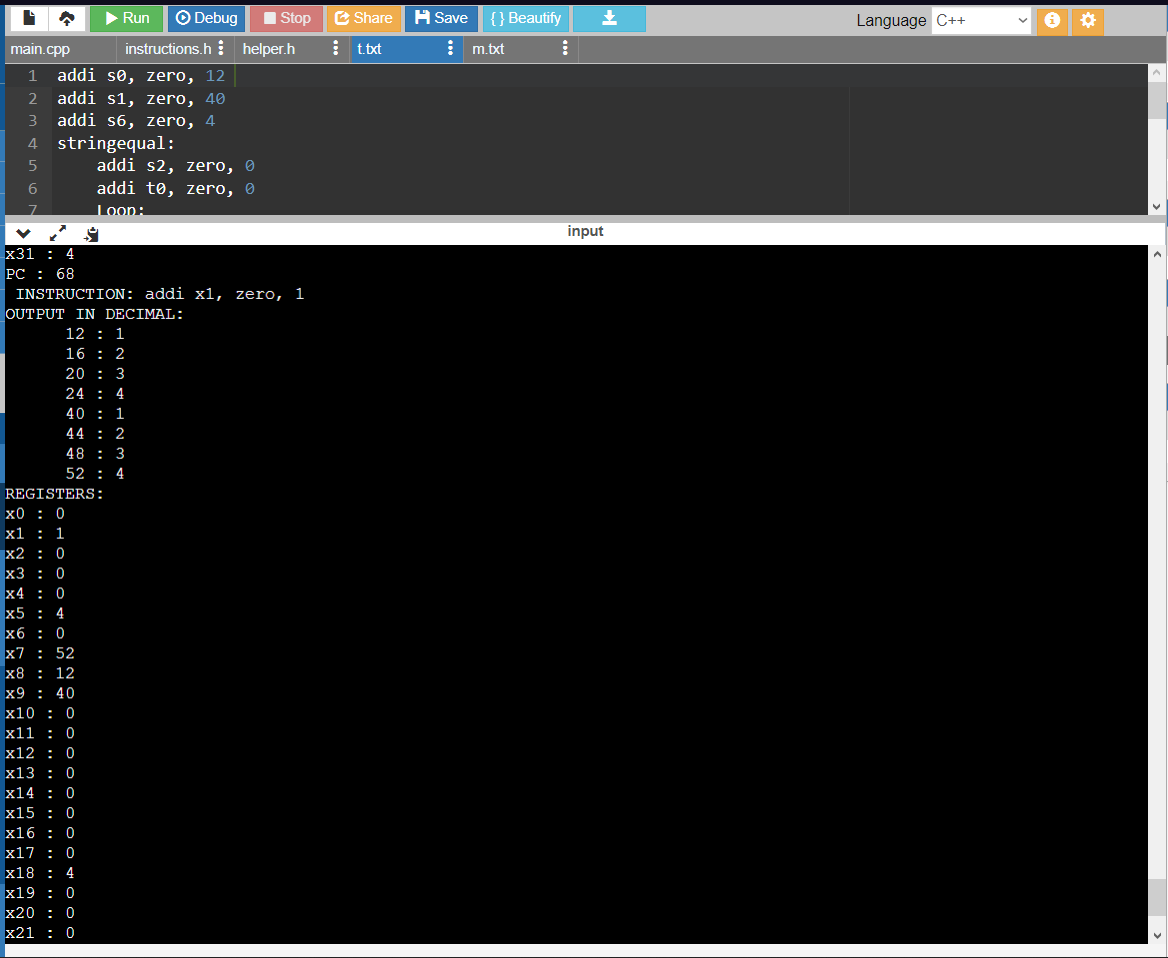 Run Debug Stop Share Save { } Beautify Language C++
main.cpp instructions.h helper.h t.txt m.txt
1 addi s0, zero, 12
2 addi s1, zero, 40
3 addi s6, zero, 4
4 stringequal:
5 addi s2, zero, 0
6 addi t0, zero, 0
7 Loop:
input
x31 : 4
PC : 68
INSTRUCTION: addi x1, zero, 1
OUTPUT IN DECIMAL:
12 : 1
16 : 2
20 : 3
24 : 4
40 : 1
44 : 2
48 : 3
52 : 4
REGISTERS:
x0 : 0
x1 : 1
x2 : 0
x3 : 0
x4 : 0
x5 : 4
x6 : 0
x7 : 52
x8 : 12
x9 : 40
x10 : 0
x11 : 0
x12 : 0
x13 : 0
x14 : 0
x15 : 0
x16 : 0
x17 : 0
x18 : 4
x19 : 0
x20 : 0
x21 : 0